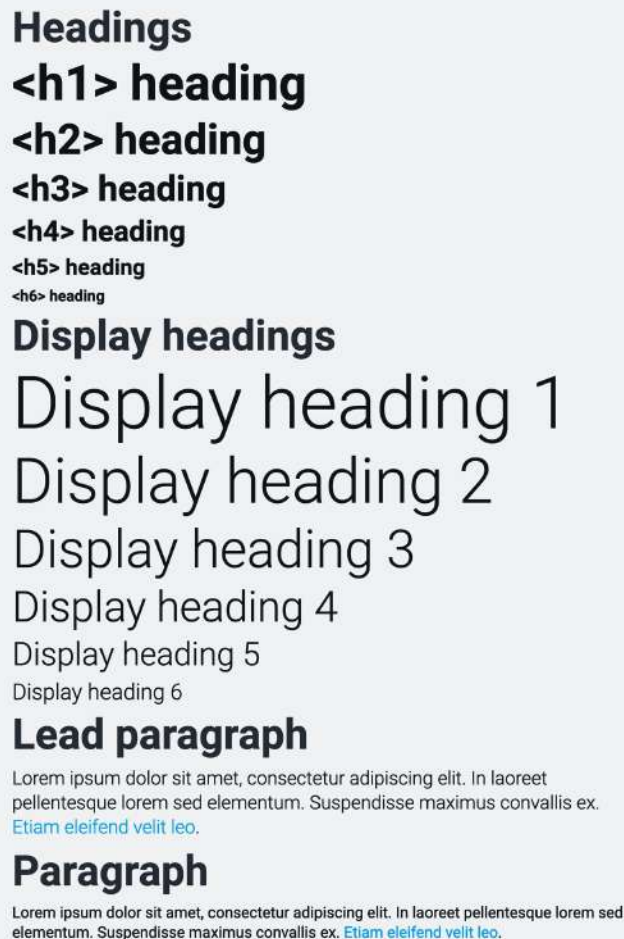 Headings
<h1> heading
<h2> heading
<h3> heading
<h4> heading
<h5> heading
<h6> heading
Display headings
Display heading 1
Display heading 2
Display heading 3
Display heading 4
Display heading 5
Display heading 6
Lead paragraph
Lorem ipsum dolor sit amet, consectetur adipiscing elit. In laoreet
pellentesque lorem sed elementum. Suspendisse maximus convallis ex.
Etiam eleifend velit leo.
Paragraph
Lorem ipsum dolor sit amet, consectetur adipiscing elit. In laoreet pellentesque lorem sed
elementum. Suspendisse maximus convallis ex. Etiam eleifend velit leo.